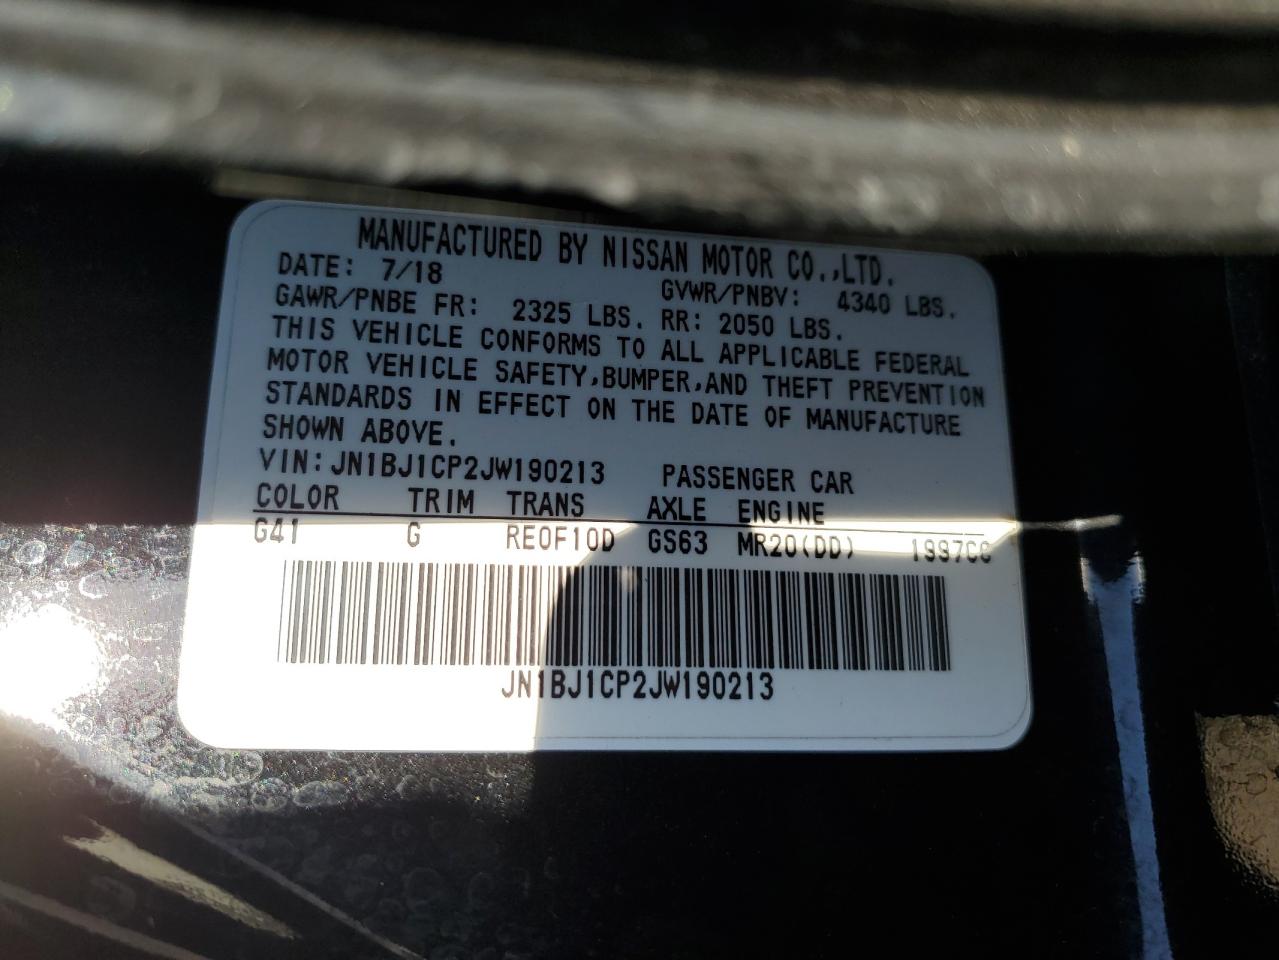 MANUFACTURED BY NISSAN MOTOR CO.,LTD.
DATE: 7/18 GVWR/PNBV: 4340 LBS.
GAWR/PNBE FR: 2325 LBS. RR: 2050 LBS.
THIS VEHICLE CONFORMS TO ALL APPLICABLE FEDERAL
MOTOR VEHICLE SAFETY,BUMPER,AND THEFT PREVENTION
STANDARDS IN EFFECT ON THE DATE OF MANUFACTURE
SHOWN ABOVE.
VIN:JN1BJ1CP2JW190213 PASSENGER CAR
COLOR TRIM TRANS AXLE ENGINE
G41 G RE0F10D GS63 MR20(DD) 1997CC
JN1BJ1CP2JW190213